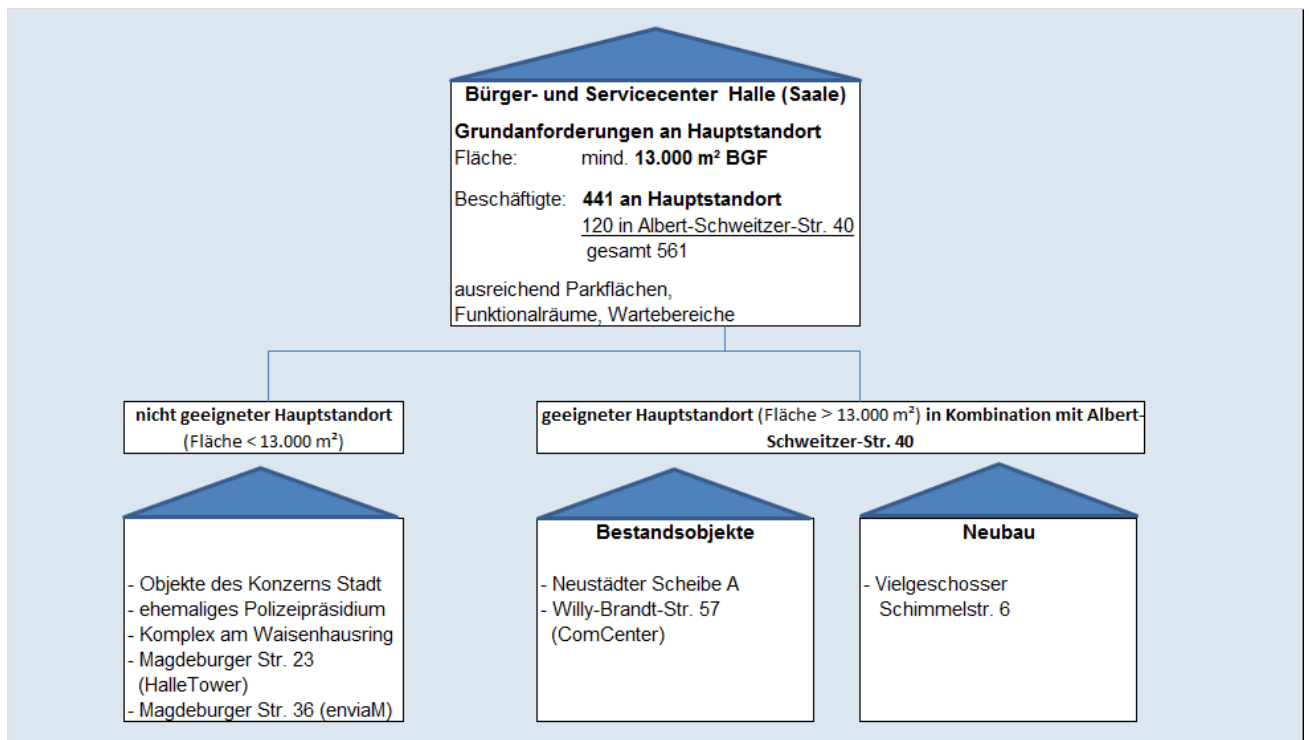 Bürger- und Servicecenter Halle (Saale)
Grundanforderungen an Hauptstandort
Fläche: mind. 13.000 m² BGF
Beschäftigte: 441 an Hauptstandort
120 in Albert-Schweitzer-Str. 40
gesamt 561
ausreichend Parkflächen,
Funktionalräume, Wartebereiche
nicht geeigneter Hauptstandort
(Fläche < 13.000 m²)
geeigneter Hauptstandort (Fläche > 13.000 m²) in Kombination mit Albert-
Schweitzer-Str. 40
- Objekte des Konzerns Stadt
- ehemaliges Polizeipräsidium
- Komplex am Waisenhausring
- Magdeburger Str. 23
(HalleTower)
- Magdeburger Str. 36 (enviaM)
Bestandsobjekte
- Neustädter Scheibe A
- Willy-Brandt-Str. 57
(ComCenter)
Neubau
- Vielgeschosser
Schimmelstr. 6